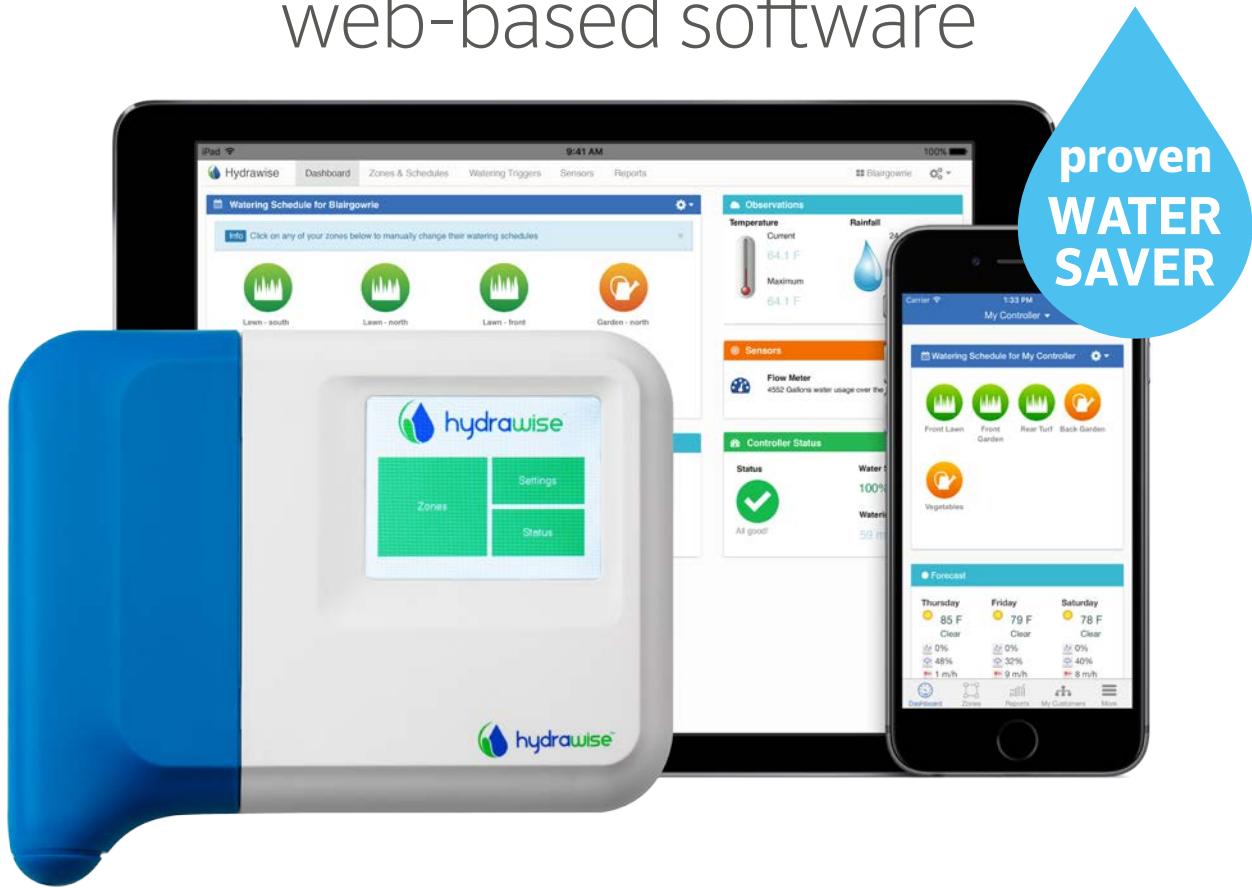 web-based software
proven
WATER
SAVER
iPad
9:41 AM
100%
Hydrawise
Dashboard
Zones & Schedules
Watering Triggers
Sensors
Reports
Blairgowrie
Watering Schedule for Blairgowrie
Info Click on any of your zones below to manually change their watering schedules
Lawn - south
Lawn - north
Lawn - front
Garden - north
Observations
Temperature
Rainfall
Current
24
64.1 F
Maximum
64.1 F
Sensors
Flow Meter
4552 Gallons water usage over the
Controller Status
Status
Water
100%
All good!
59 m
hydrawise
Zones
Settings
Status
hydrawise™
Carrier
1:33 PM
My Controller
Watering Schedule for My Controller
Front Lawn
Front
Garden
Rear Turf
Back Garden
Vegetables
Forecast
Thursday
Friday
Saturday
85 F
79 F
78 F
Clear
Clear
Clear
0%
0%
0%
48%
32%
40%
1 m/h
9 m/h
8 m/h
Dashboard
Zones
Reports
My Customers
More